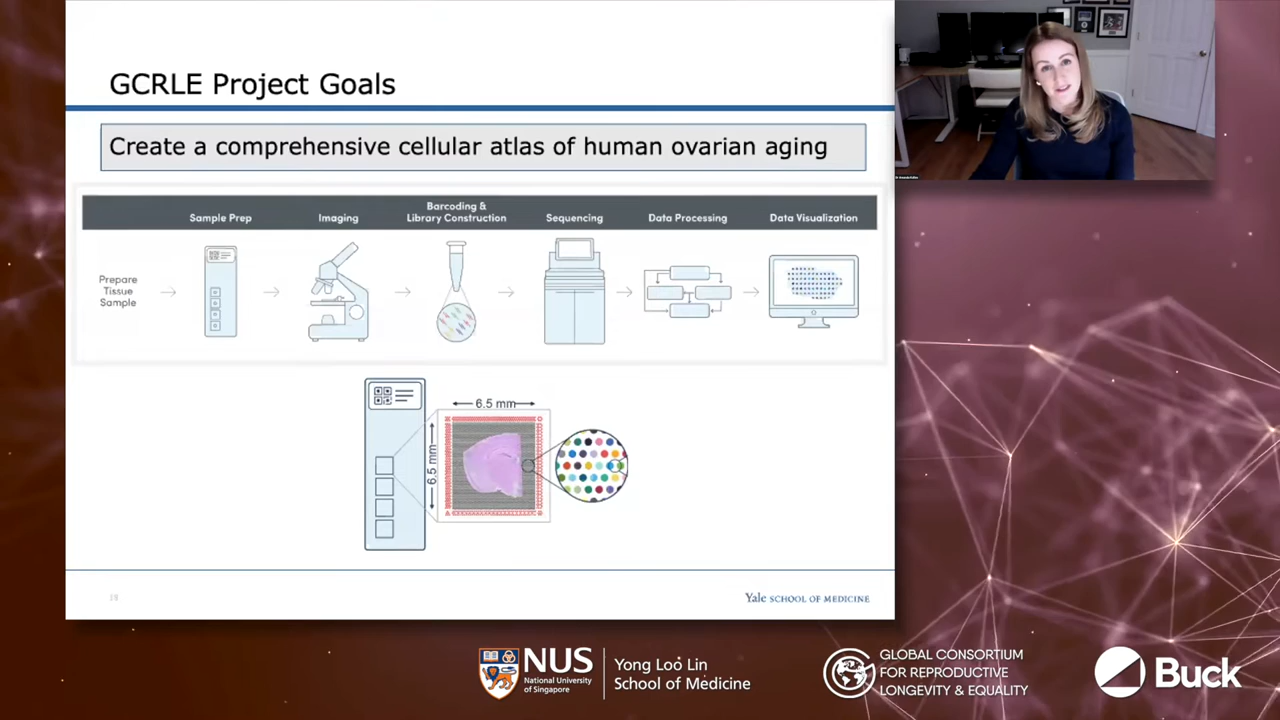 GCRLE Project Goals
Create a comprehensive cellular atlas of human ovarian aging
Sample Prep
Imaging
Barcoding &
Library Construction
Sequencing
Data Processing
Data Visualization
Prepare
Tissue
Sample
6.5 mm
6.5 mm
Yale SCHOOL OF MEDICINE
NUS
National University
of Singapore
Yong Loo Lin
School of Medicine
GLOBAL CONSORTIUM
FOR REPRODUCTIVE
LONGEVITY & EQUALITY
Buck